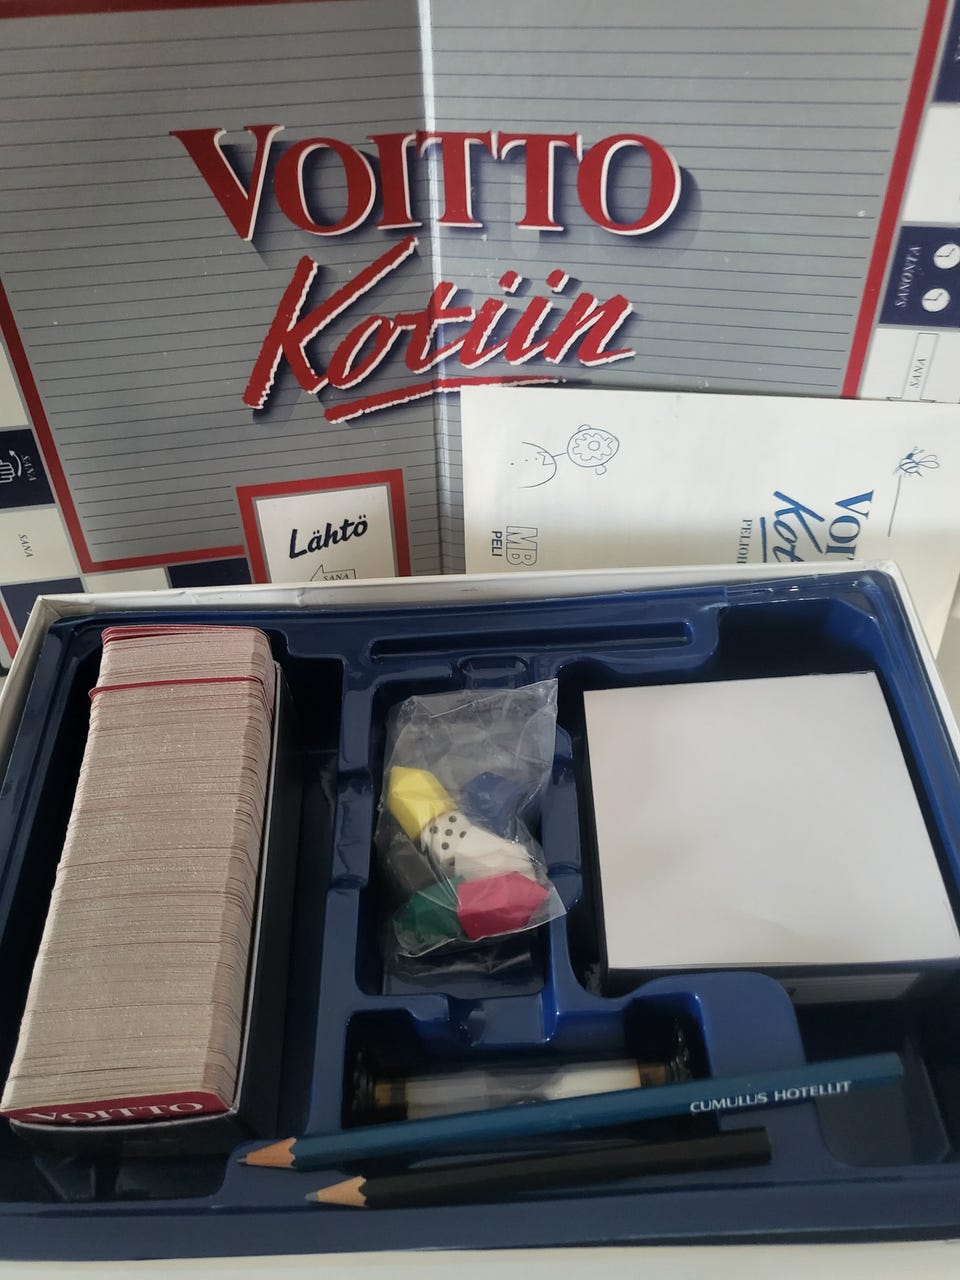 VOITTO
Kotiin
SANONTA
SANA
SANA
SANA
Lähtö
SANA
MB
PELI
VOI
Kot
PELIOH
VOITTO
CUMULUS HOTELLIT